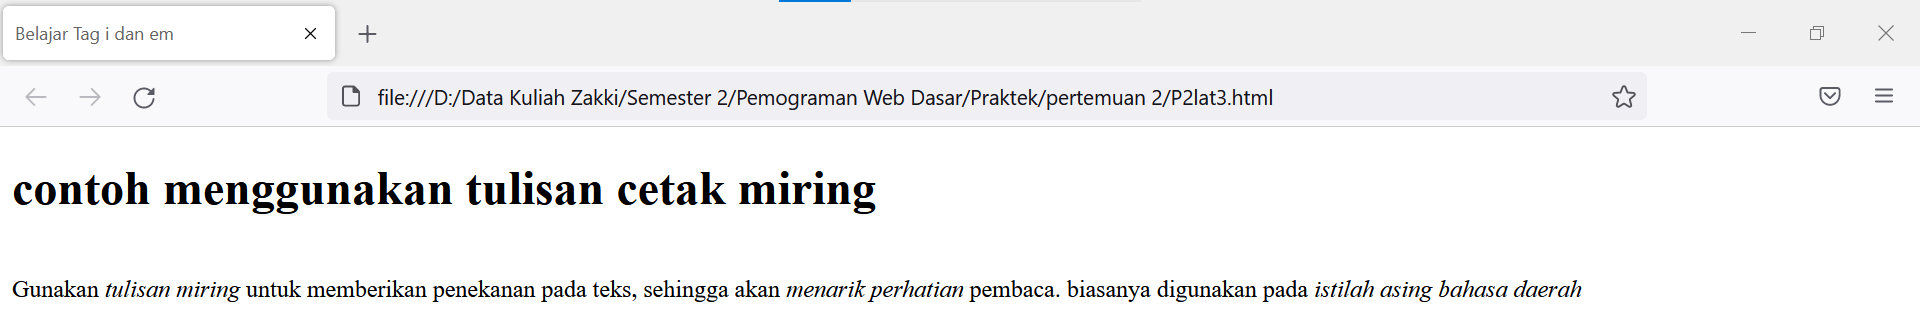 Belajar Tag i dan em
file:///D:/Data Kuliah Zakki/Semester 2/Pemograman Web Dasar/Praktek/pertemuan 2/P2lat3.html
contoh menggunakan tulisan cetak miring
Gunakan tulisan miring untuk memberikan penekanan pada teks, sehingga akan menarik perhatian pembaca. biasanya digunakan pada istilah asing bahasa daerah